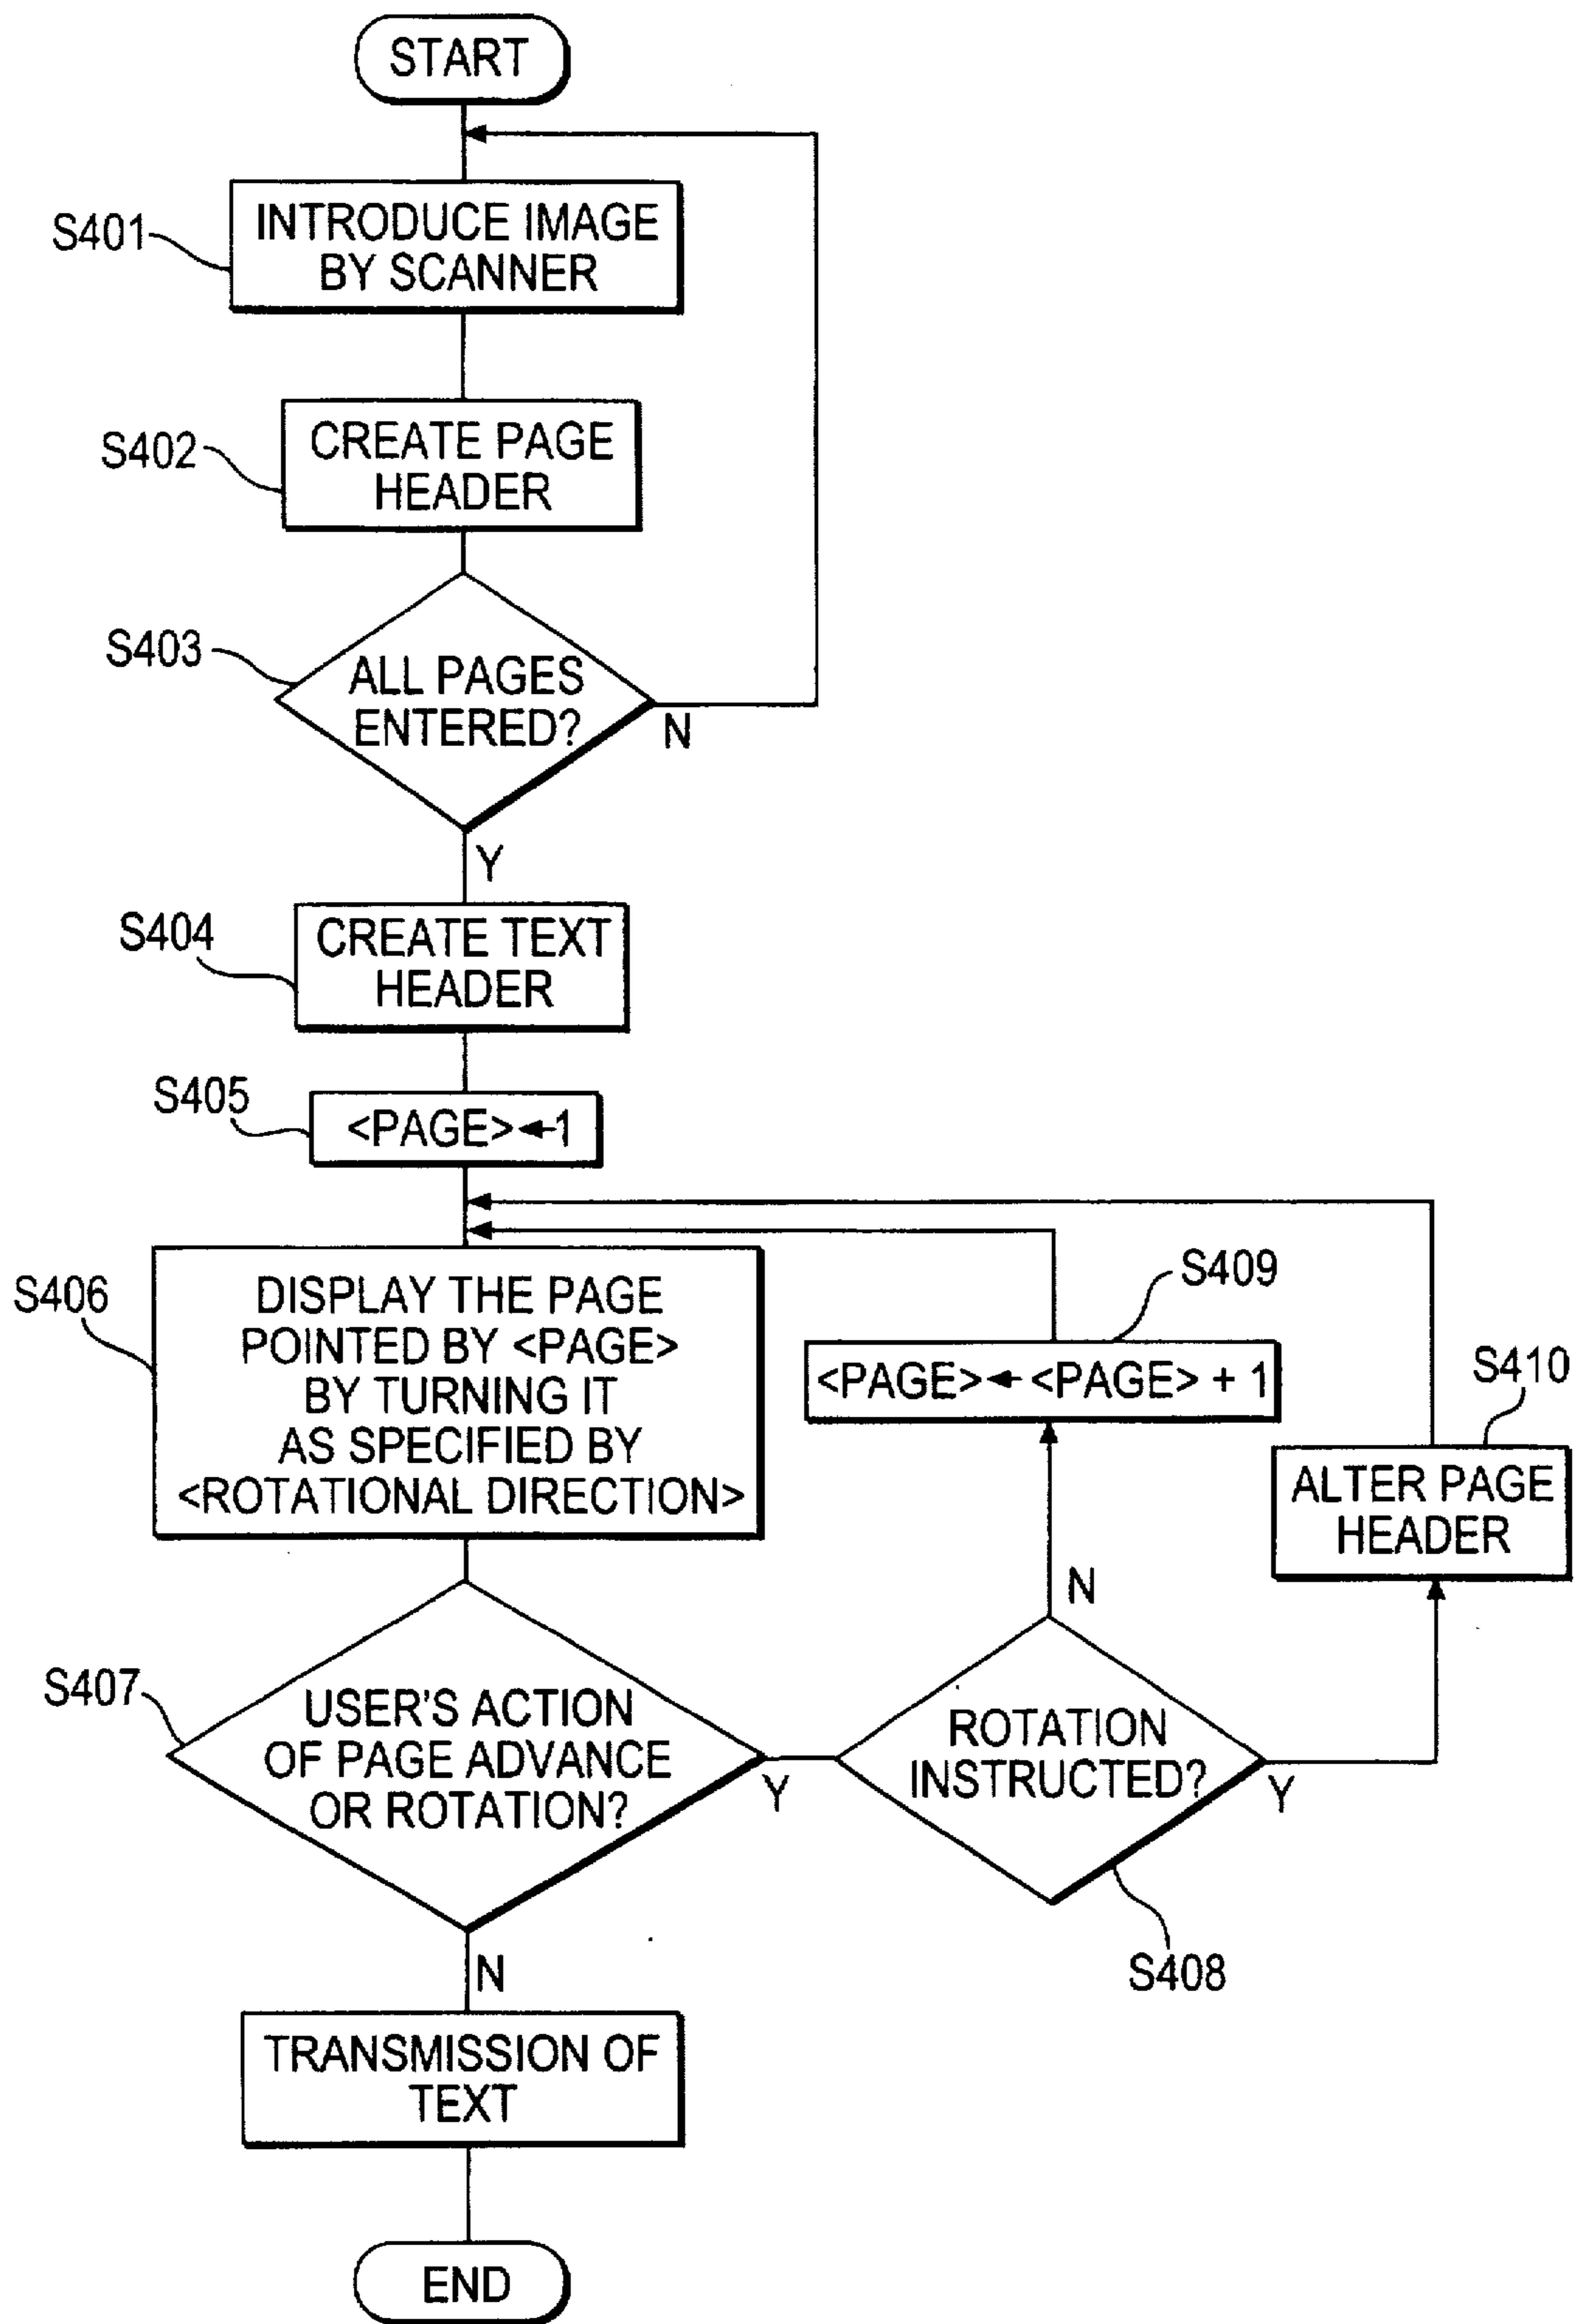 START
S401
INTRODUCE IMAGE
BY SCANNER
S402
CREATE PAGE
HEADER
S403
ALL PAGES
ENTERED?
N
Y
S404
CREATE TEXT
HEADER
S405
<PAGE>←1
S406
DISPLAY THE PAGE
POINTED BY <PAGE>
BY TURNING IT
AS SPECIFIED BY
<ROTATIONAL DIRECTION>
S409
<PAGE>←<PAGE> + 1
S410
ALTER PAGE
HEADER
N
S407
USER'S ACTION
OF PAGE ADVANCE
OR ROTATION?
Y
ROTATION
INSTRUCTED?
Y
S408
N
TRANSMISSION OF
TEXT
END